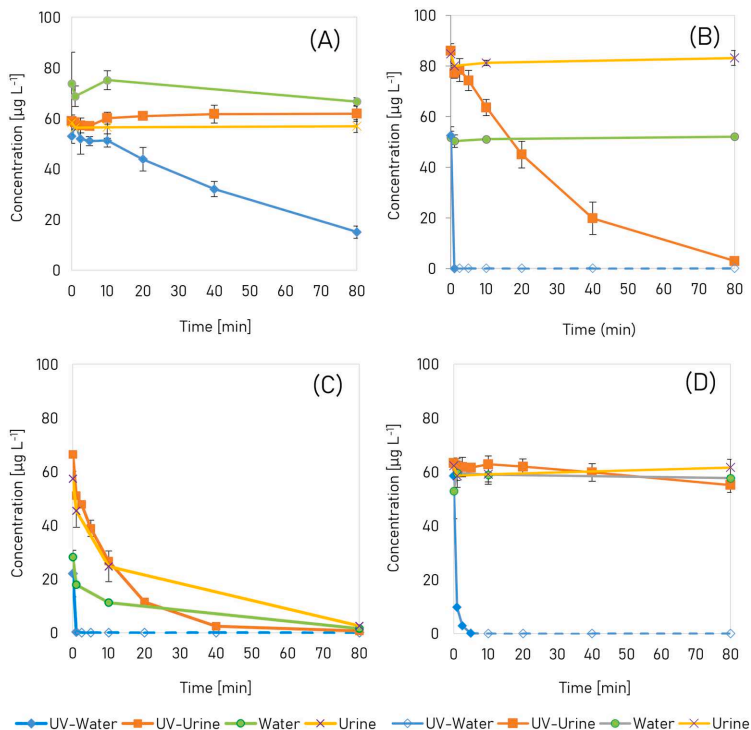 (A)
100
80
60
40
20
0
Concentration [µg L⁻¹]
0 10 20 30 40 50 60 70 80
Time [min]
(B)
100
80
60
40
20
0
Concentration [µg L⁻¹]
0 10 20 30 40 50 60 70 80
Time (min)
(C)
100
80
60
40
20
0
Concentration [µg L⁻¹]
0 10 20 30 40 50 60 70 80
Time [min]
(D)
100
80
60
40
20
0
Concentration [µg L⁻¹]
0 10 20 30 40 50 60 70 80
Time [min]
UV-Water UV-Urine Water Urine UV-Water UV-Urine Water Urine